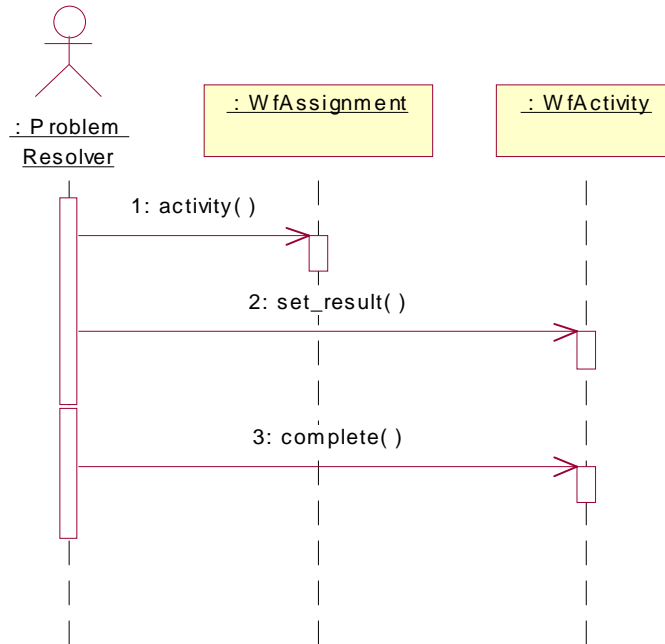 : Problem
Resolver
: WfAssignment
: WfActivity
1: activity( )
2: set_result( )
3: complete( )